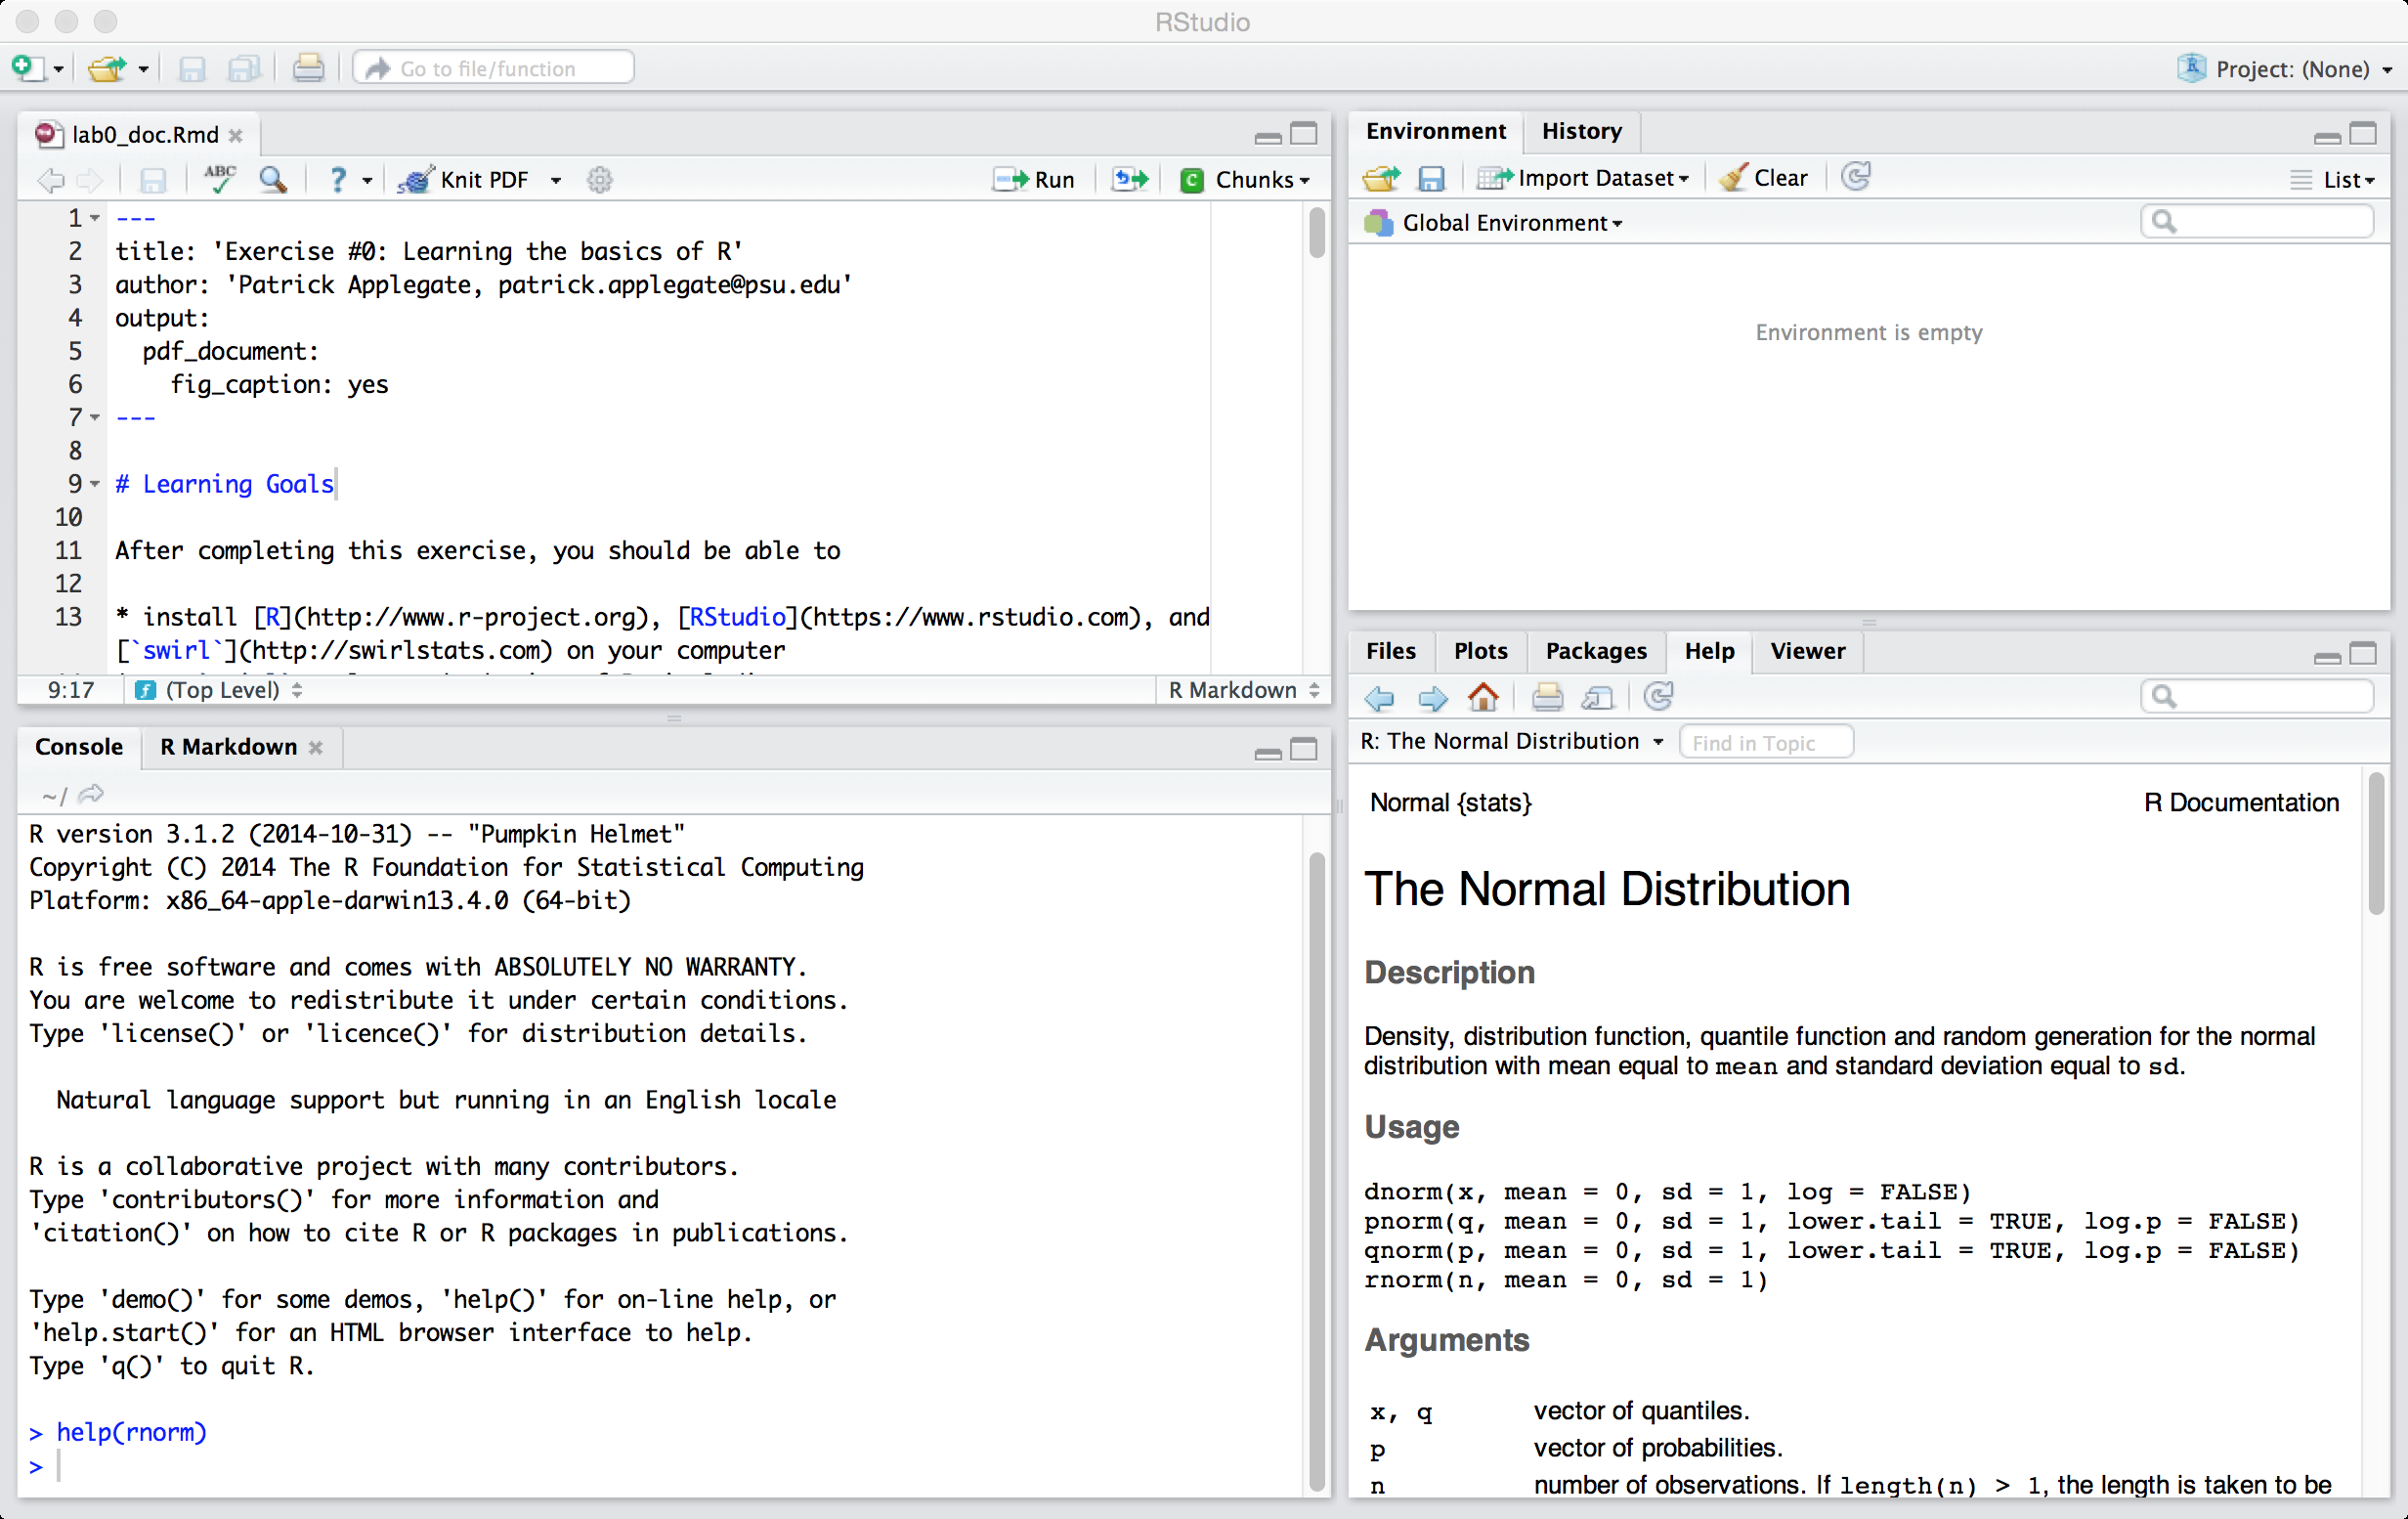 RStudio
Go to file/function
Project: (None)
lab0_doc.Rmd
ABC
Knit PDF
Run
Chunks
1 ---
2 title: 'Exercise #0: Learning the basics of R'
3 author: 'Patrick Applegate, patrick.applegate@psu.edu'
4 output:
5 pdf_document:
6 fig_caption: yes
7 ---
8
9 # Learning Goals
10
11 After completing this exercise, you should be able to
12
13 * install [R](http://www.r-project.org), [RStudio](https://www.rstudio.com), and
[`swirl`](http://swirlstats.com) on your computer
9:17 (Top Level) R Markdown
Console R Markdown
~/
R version 3.1.2 (2014-10-31) -- "Pumpkin Helmet"
Copyright (C) 2014 The R Foundation for Statistical Computing
Platform: x86_64-apple-darwin13.4.0 (64-bit)
R is free software and comes with ABSOLUTELY NO WARRANTY.
You are welcome to redistribute it under certain conditions.
Type 'license()' or 'licence()' for distribution details.
Natural language support but running in an English locale
R is a collaborative project with many contributors.
Type 'contributors()' for more information and
'citation()' on how to cite R or R packages in publications.
Type 'demo()' for some demos, 'help()' for on-line help, or
'help.start()' for an HTML browser interface to help.
Type 'q()' to quit R.
> help(rnorm)
>
Environment History
Import Dataset Clear List
Global Environment
Environment is empty
Files Plots Packages Help Viewer
R: The Normal Distribution Find in Topic
Normal {stats} R Documentation
The Normal Distribution
Description
Density, distribution function, quantile function and random generation for the normal
distribution with mean equal to mean and standard deviation equal to sd.
Usage
dnorm(x, mean = 0, sd = 1, log = FALSE)
pnorm(q, mean = 0, sd = 1, lower.tail = TRUE, log.p = FALSE)
qnorm(p, mean = 0, sd = 1, lower.tail = TRUE, log.p = FALSE)
rnorm(n, mean = 0, sd = 1)
Arguments
x, q vector of quantiles.
p vector of probabilities.
n number of observations. If length(n) > 1, the length is taken to be